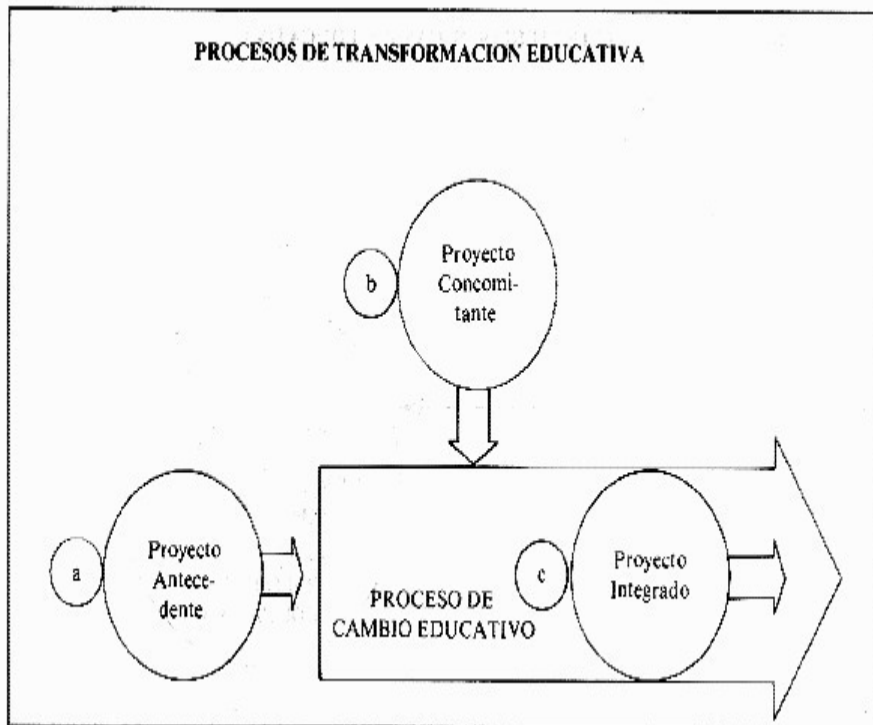 PROCESOS DE TRANSFORMACION EDUCATIVA
b
Proyecto
Concomi-
tante
a
Proyecto
Antece-
dente
PROCESO DE
CAMBIO EDUCATIVO
c
Proyecto
Integrado